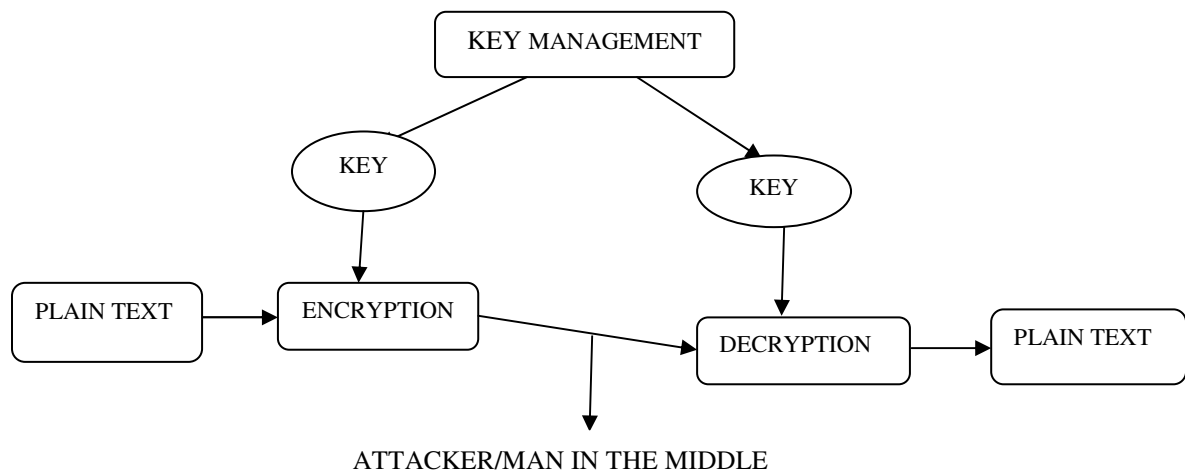 KEY MANAGEMENT
KEY
KEY
PLAIN TEXT
ENCRYPTION
DECRYPTION
PLAIN TEXT
ATTACKER/MAN IN THE MIDDLE